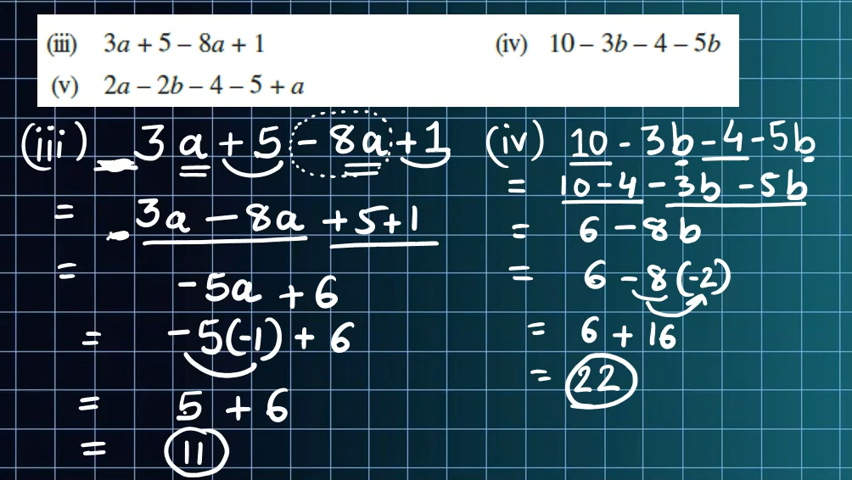 (iii) 3a + 5 – 8a + 1 (iv) 10 – 3b – 4 – 5b
(v) 2a – 2b – 4 – 5 + a
(iii) 3a + 5 - 8a + 1
= 3a - 8a + 5 + 1
= -5a + 6
= -5(-1) + 6
= 5 + 6
= 11
(iv) 10 - 3b - 4 - 5b
= 10 - 4 - 3b - 5b
= 6 - 8b
= 6 - 8(-2)
= 6 + 16
= 22